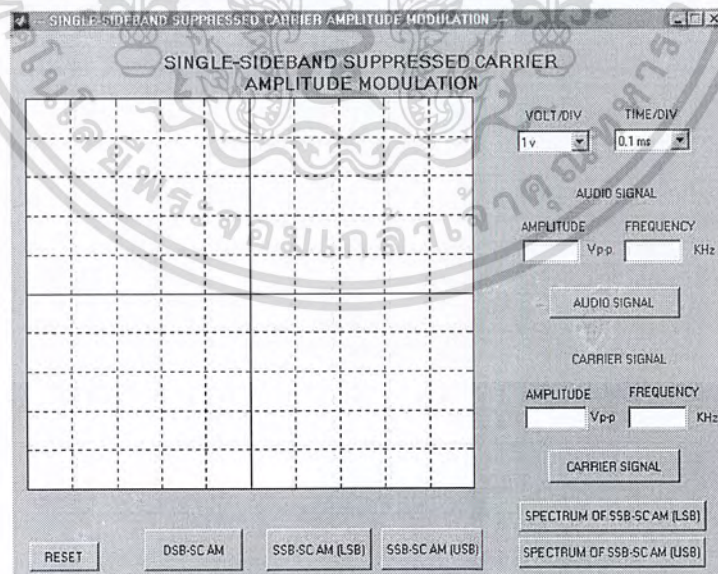 -- SINGLE-SIDEBAND SUPPRESSED CARRIER AMPLITUDE MODULATION --
SINGLE-SIDEBAND SUPPRESSED CARRIER
AMPLITUDE MODULATION
VOLT/DIV TIME/DIV
1 v 0.1 ms
AUDIO SIGNAL
AMPLITUDE FREQUENCY
Vp-p KHz
AUDIO SIGNAL
CARRIER SIGNAL
AMPLITUDE FREQUENCY
Vp-p KHz
CARRIER SIGNAL
SPECTRUM OF SSB-SC AM (LSB)
RESET DSB-SC AM SSB-SC AM (LSB) SSB-SC AM (USB) SPECTRUM OF SSB-SC AM (USB)